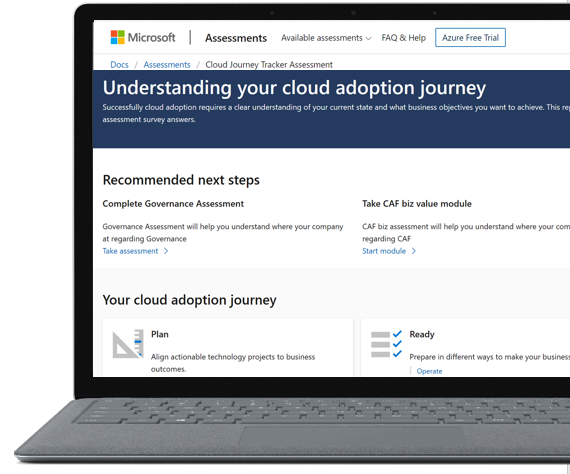 Microsoft | Assessments Available assessments FAQ & Help Azure Free Trial
Docs / Assessments / Cloud Journey Tracker Assessment
Understanding your cloud adoption journey
Successfully cloud adoption requires a clear understanding of your current state and what business objectives you want to achieve. This
assessment survey answers.
Recommended next steps
Complete Governance Assessment
Governance Assessment will help you understand where your company
at regarding Governance
Take assessment >
Take CAF biz value module
CAF biz assessment will help you understand where your
regarding CAF
Start module >
Your cloud adoption journey
Plan
Align actionable technology projects to business
outcomes.
Ready
Prepare in different ways to make your business
Operate